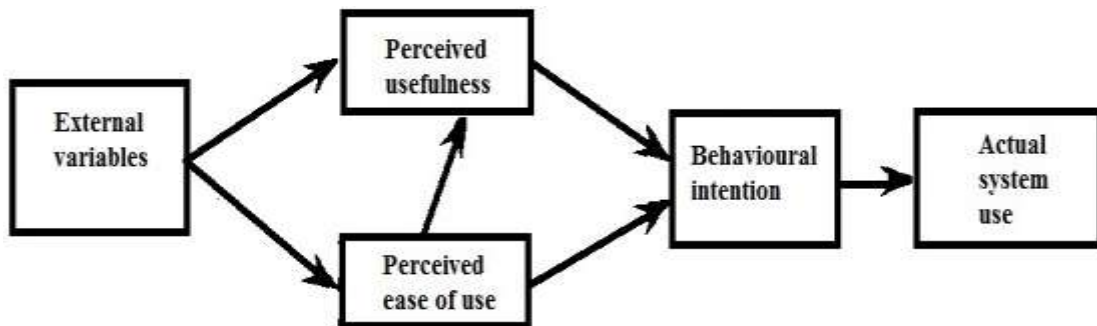 External
variables
Perceived
usefulness
Perceived
ease of use
Behavioural
intention
Actual
system
use